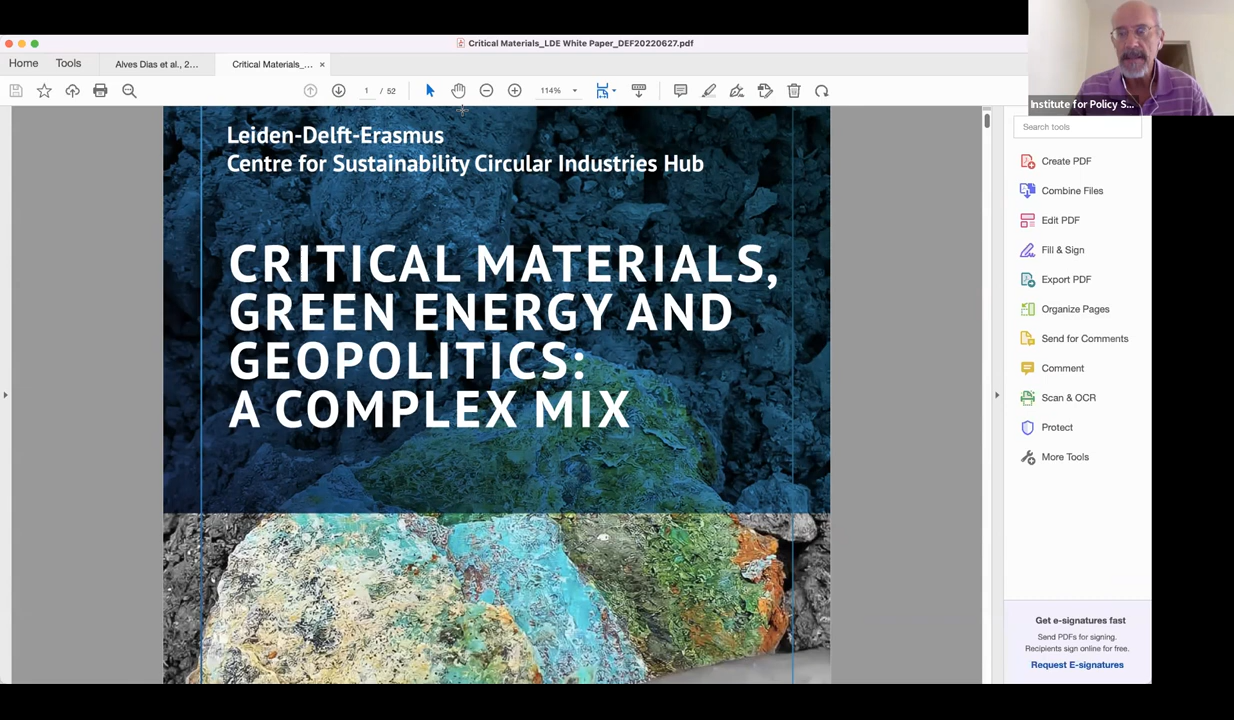 Critical Materials_LDE White Paper_DEF20220627.pdf
Home
Tools
Alves Dias et al., 2...
Critical Materials_...
×
1 / 52
114%
Institute for Policy S...
Leiden-Delft-Erasmus
Centre for Sustainability Circular Industries Hub
CRITICAL MATERIALS,
GREEN ENERGY AND
GEOPOLITICS:
A COMPLEX MIX
Search tools
Create PDF
Combine Files
Edit PDF
Fill & Sign
Export PDF
Organize Pages
Send for Comments
Comment
Scan & OCR
Protect
More Tools
Get e-signatures fast
Send PDFs for signing.
Recipients sign online for free.
Request E-signatures